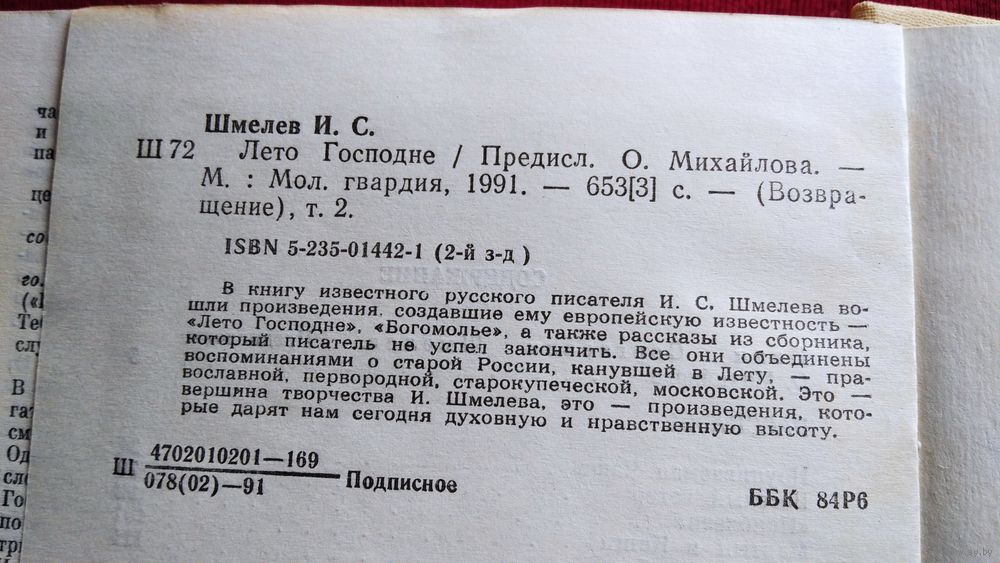 Шмелев И. С.
Ш 72 Лето Господне / Предисл. О. Михайлова. —
М. : Мол. гвардия, 1991. — 653[3] с. — (Возвра-
щение), т. 2.
ISBN 5-235-01442-1 (2-й з-д )
В книгу известного русского писателя И. С. Шмелева во-
шли произведения, создавшие ему европейскую известность —
«Лето Господне», «Богомолье», а также рассказы из сборника,
который писатель не успел закончить. Все они объединены
воспоминаниями о старой России, канувшей в Лету, — пра-
вославной, первородной, старокупеческой, московской. Это —
вершина творчества И. Шмелева, это — произведения, кото-
рые дарят нам сегодня духовную и нравственную высоту.
Ш 4702010201—169
078(02)—91 Подписное
ББК 84Р6